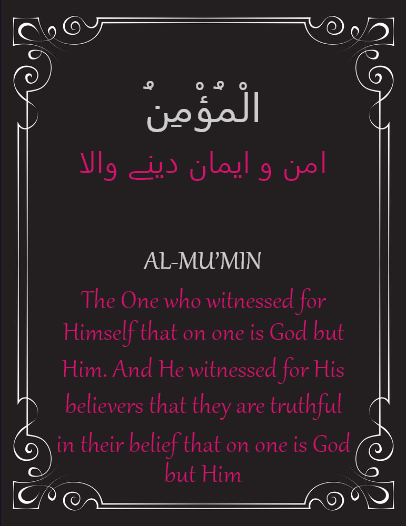 الْمُؤْمِنُ
امن و ایمان دینے والا
AL-MU’MIN
The One who witnessed for
Himself that on one is God but
Him. And He witnessed for His
believers that they are truthful
in their belief that on one is God
but Him